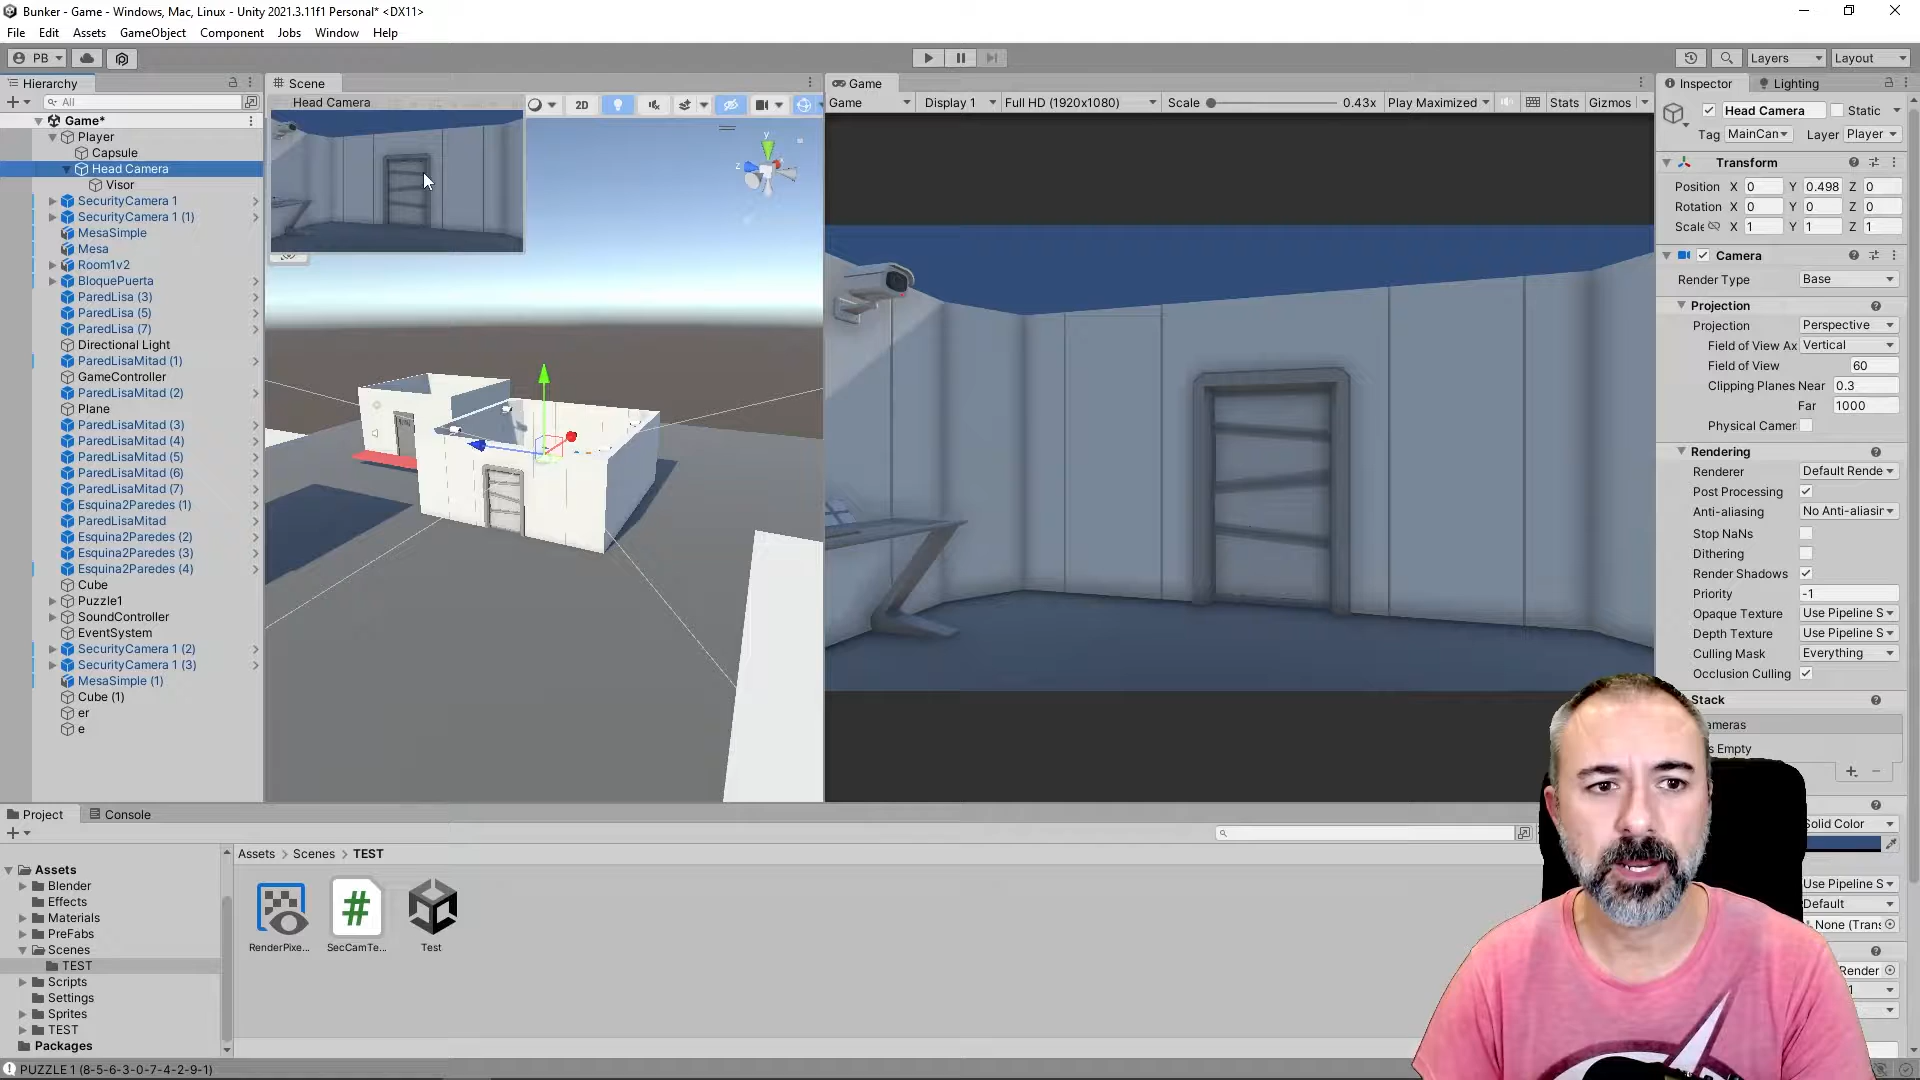 Bunker - Game - Windows, Mac, Linux - Unity 2021.3.11f1 Personal* <DX11>
File Edit Assets GameObject Component Jobs Window Help
PB Layers Layout
Hierarchy
All
Game*
Player
Capsule
Head Camera
Visor
SecurityCamera 1
SecurityCamera 1 (1)
MesaSimple
Mesa
Room1v2
BloquePuerta
ParedLisa (3)
ParedLisa (5)
ParedLisa (7)
Directional Light
ParedLisaMitad (1)
GameController
ParedLisaMitad (2)
Plane
ParedLisaMitad (3)
ParedLisaMitad (4)
ParedLisaMitad (5)
ParedLisaMitad (6)
ParedLisaMitad (7)
Esquina2Paredes (1)
ParedLisaMitad
Esquina2Paredes (2)
Esquina2Paredes (3)
Esquina2Paredes (4)
Cube
Puzzle1
SoundController
EventSystem
SecurityCamera 1 (2)
SecurityCamera 1 (3)
MesaSimple (1)
Cube (1)
er
e
Scene
Head Camera
2D
y
z
Game
Game Display 1 Full HD (1920x1080) Scale 0.43x Play Maximized Stats Gizmos
Inspector Lighting
Head Camera Static
Tag MainCan Layer Player
Transform
Position X 0 Y 0.498 Z 0
Rotation X 0 Y 0 Z 0
Scale X 1 Y 1 Z 1
Camera
Render Type Base
Projection
Projection Perspective
Field of View Ax Vertical
Field of View 60
Clipping Planes Near 0.3
Far 1000
Physical Camer
Rendering
Renderer Default Rende
Post Processing
Anti-aliasing No Anti-aliasir
Stop NaNs
Dithering
Render Shadows
Priority -1
Opaque Texture Use Pipeline S
Depth Texture Use Pipeline S
Culling Mask Everything
Occlusion Culling
Stack
ameras
s Empty
Solid Color
Use Pipeline S
Default
None (Trans
Render
1
Project Console
Assets
Blender
Effects
Materials
PreFabs
Scenes
TEST
Scripts
Settings
Sprites
TEST
Packages
Assets > Scenes > TEST
RenderPixe... SecCamTe... Test
PUZZLE 1 (8-5-6-3-0-7-4-2-9-1)